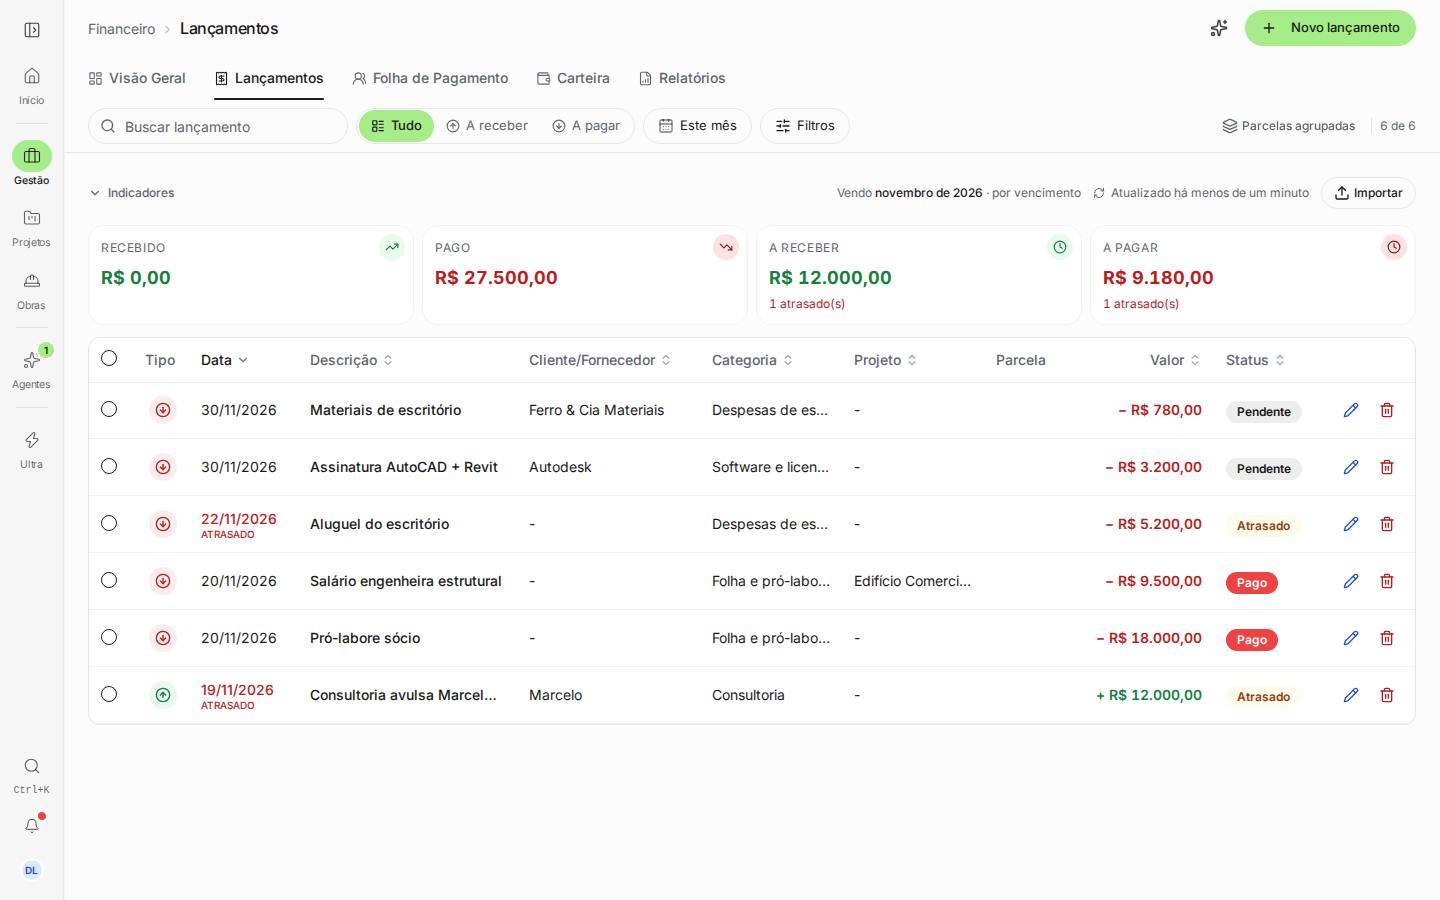 Financeiro > Lançamentos
Novo lançamento
Início
Gestão
Projetos
Obras
1
Agentes
Ultra
Ctrl+K
DL
Visão Geral Lançamentos Folha de Pagamento Carteira Relatórios
Buscar lançamento Tudo A receber A pagar Este mês Filtros Parcelas agrupadas 6 de 6
Indicadores Vendo novembro de 2026 · por vencimento Atualizado há menos de um minuto Importar
RECEBIDO
R$ 0,00
PAGO
R$ 27.500,00
A RECEBER
R$ 12.000,00
1 atrasado(s)
A PAGAR
R$ 9.180,00
1 atrasado(s)
Tipo Data Descrição Cliente/Fornecedor Categoria Projeto Parcela Valor Status
30/11/2026 Materiais de escritório Ferro & Cia Materiais Despesas de es... - – R$ 780,00 Pendente
30/11/2026 Assinatura AutoCAD + Revit Autodesk Software e licen... - – R$ 3.200,00 Pendente
22/11/2026 Aluguel do escritório - Despesas de es... - – R$ 5.200,00 Atrasado
ATRASADO
20/11/2026 Salário engenheira estrutural - Folha e pró-labo... Edifício Comerci... – R$ 9.500,00 Pago
20/11/2026 Pró-labore sócio - Folha e pró-labo... - – R$ 18.000,00 Pago
19/11/2026 Consultoria avulsa Marcel... Marcelo Consultoria - + R$ 12.000,00 Atrasado
ATRASADO